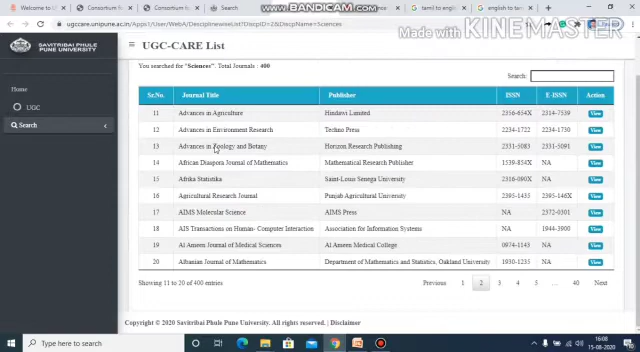 Welcome to U
Consortium f
Consortium f
Search
www.BANDICAM.com
tamil to engl
english to tam
Made with KINEMASTER
ugccare.unipune.ac.in/Apps1/User/WebA/DesciplinewiseList?DiscpID=2&DscpName=Sciences
SAVITRIBAI PHULE
PUNE UNIVERSITY
UGC-CARE List
Home
UGC
Search
You searched for "Sciences". Total Journals : 400
Search:
Sr.No. Journal Title Publisher ISSN E-ISSN Action
11 Advances in Agriculture Hindawi Limited 2356-654X 2314-7539 View
12 Advances in Environment Research Techno Press 2234-1722 2234-1730 View
13 Advances in Zoology and Botany Horizon Research Publishing 2331-5083 2331-5091 View
14 African Diaspora Journal of Mathematics Mathematical Research Publisher 1539-854X NA View
15 Afrika Statistika Saint-Louis Senega University 2316-090X NA View
16 Agricultural Research Journal Punjab Agricultural University 2395-1435 2395-146X View
17 AIMS Molecular Science AIMS Press NA 2372-0301 View
18 AIS Transactions on Human- Computer Interaction Association for Information Systems NA 1944-3900 View
19 Al Ameen Journal of Medical Sciences Al Ameen Medical College 0974-1143 NA View
20 Albanian Journal of Mathematics Department of Mathematics and Statistics, Oakland University 1930-1235 NA View
Showing 11 to 20 of 400 entries
Previous 1 2 3 4 5 ... 40 Next
Copyright © 2020 Savitribai Phule Pune University. All rights reserved. | Disclaimer
Type here to search
16:08
15-08-2020